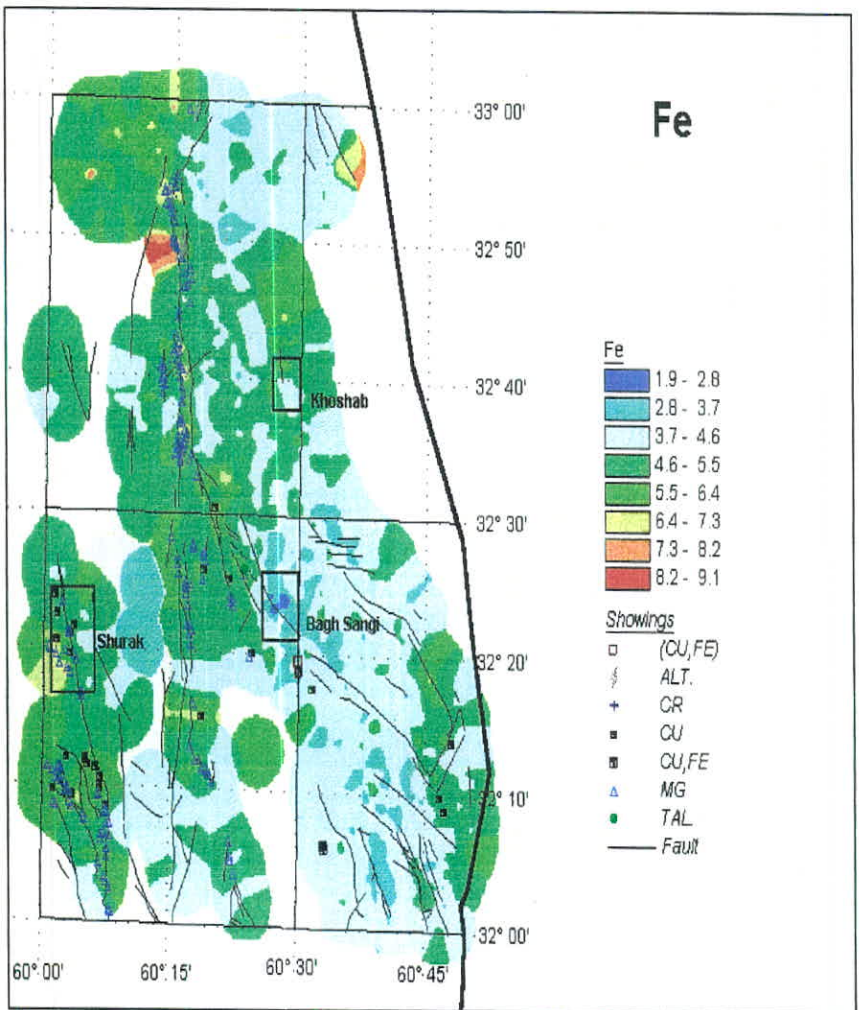 Fe
33° 00'
32° 50'
32° 40'
Khoshab
32° 30'
Bagh Sangi
Shurak
32° 20'
32° 10'
32° 00'
60° 00'
60° 15'
60° 30'
60° 45'
Fe
1.9 - 2.8
2.8 - 3.7
3.7 - 4.6
4.6 - 5.5
5.5 - 6.4
6.4 - 7.3
7.3 - 8.2
8.2 - 9.1
Showings
(CU,FE)
ALT.
CR
CU
CU,FE
MG
TAL.
Fault